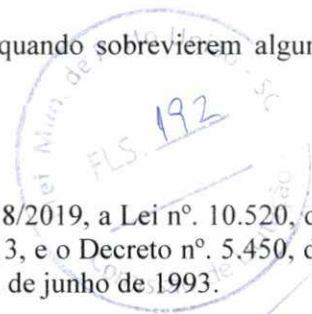 quando sobrevierem algun
FLS. 192
8/2019, a Lei nº. 10.520, d
3, e o Decreto nº. 5.450, d
de junho de 1993.